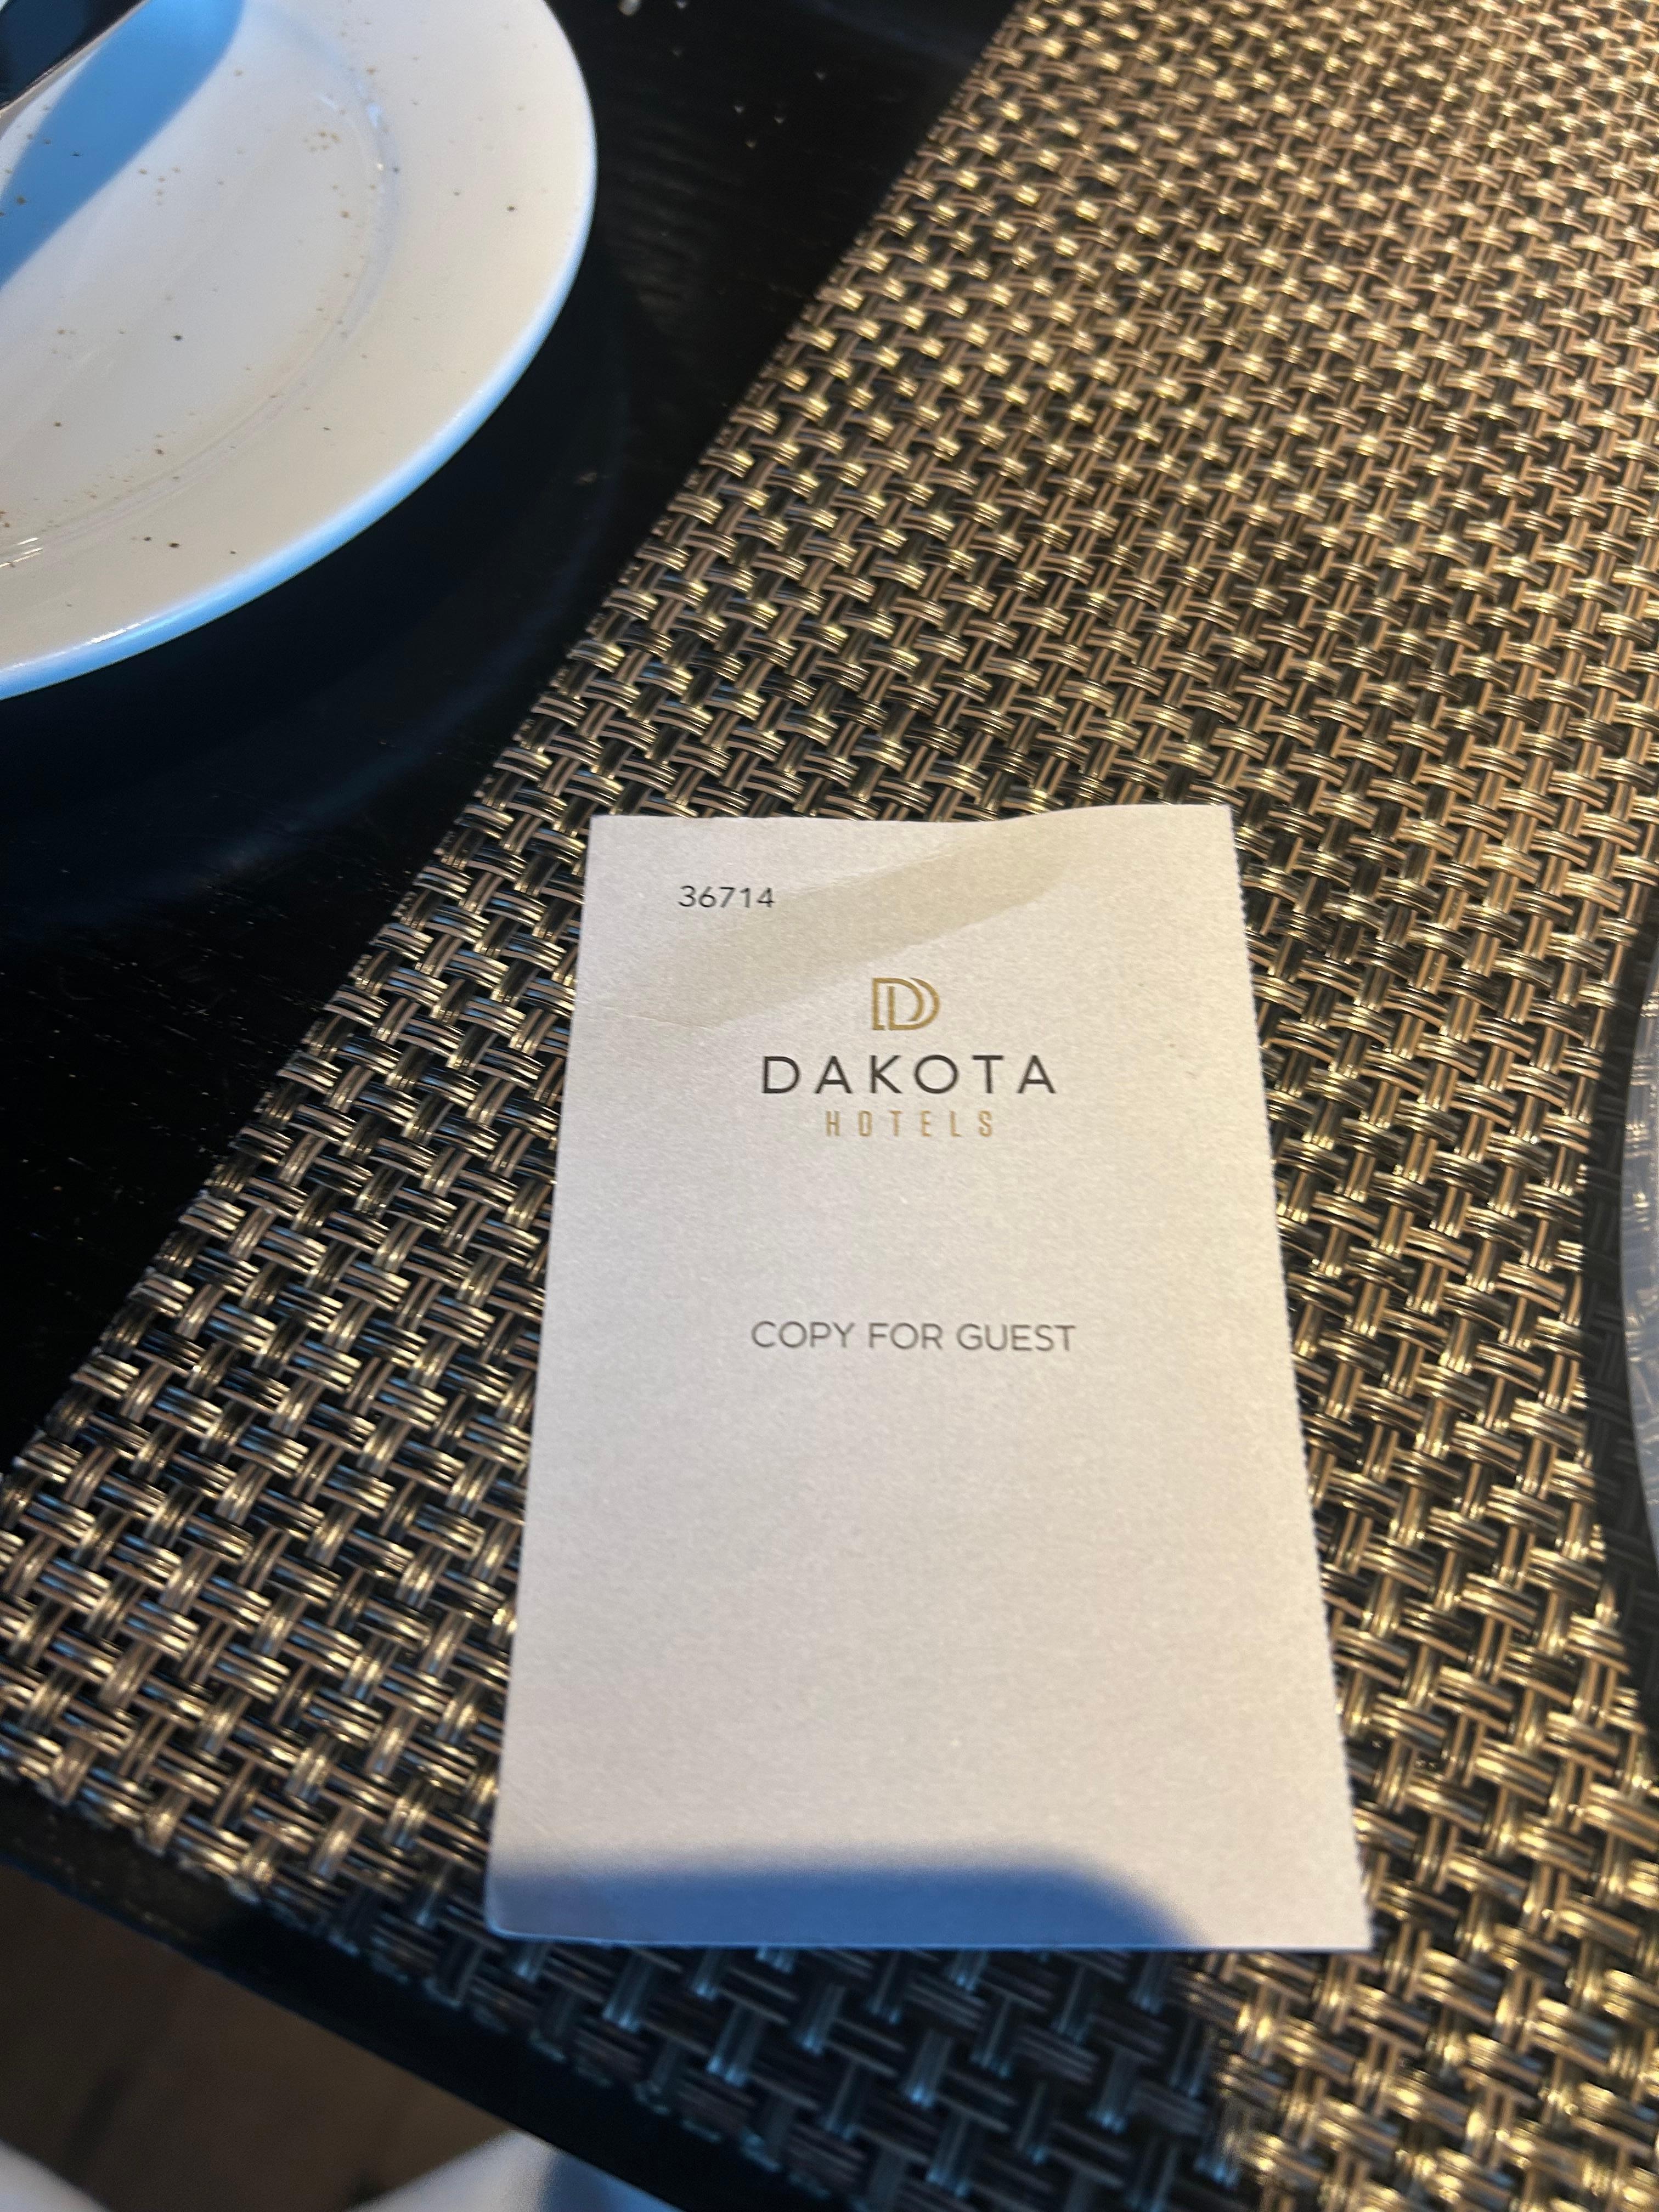 36714
D
DAKOTA
HOTELS
COPY FOR GUEST